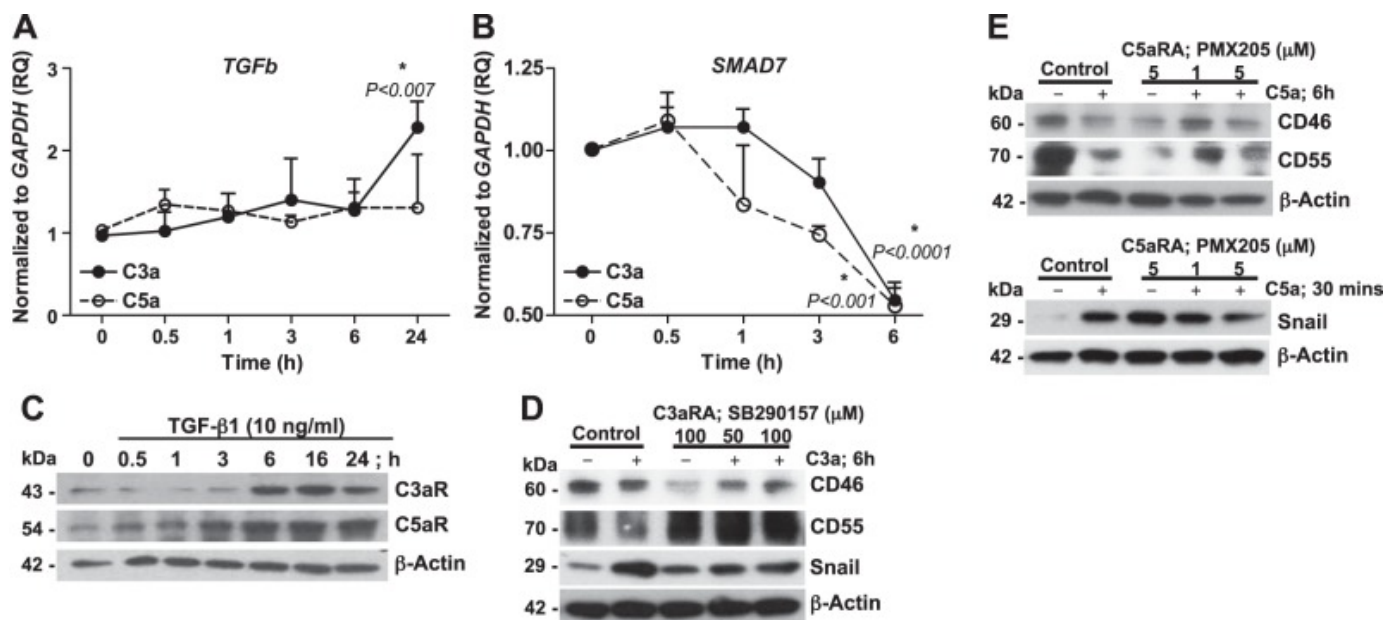 A
TGFb
*
P<0.007
Normalized to GAPDH (RQ)
3
2
1
0
C3a
C5a
0 0.5 1 3 6 24
Time (h)
B
SMAD7
Normalized to GAPDH (RQ)
1.25
1.00
0.75
0.50
*
P<0.0001
*
P<0.001
C3a
C5a
0 0.5 1 3 6
Time (h)
C
TGF-β1 (10 ng/ml)
kDa 0 0.5 1 3 6 16 24 ; h
43 - C3aR
54 - C5aR
42 - β-Actin
D
C3aRA; SB290157 (μM)
Control 100 50 100
kDa − + − + + C3a; 6h
60 - CD46
70 - CD55
29 - Snail
42 - β-Actin
E
C5aRA; PMX205 (μM)
Control 5 1 5
kDa − + − + + C5a; 6h
60 - CD46
70 - CD55
42 - β-Actin
C5aRA; PMX205 (μM)
Control 5 1 5
kDa − + − + + C5a; 30 mins
29 - Snail
42 - β-Actin